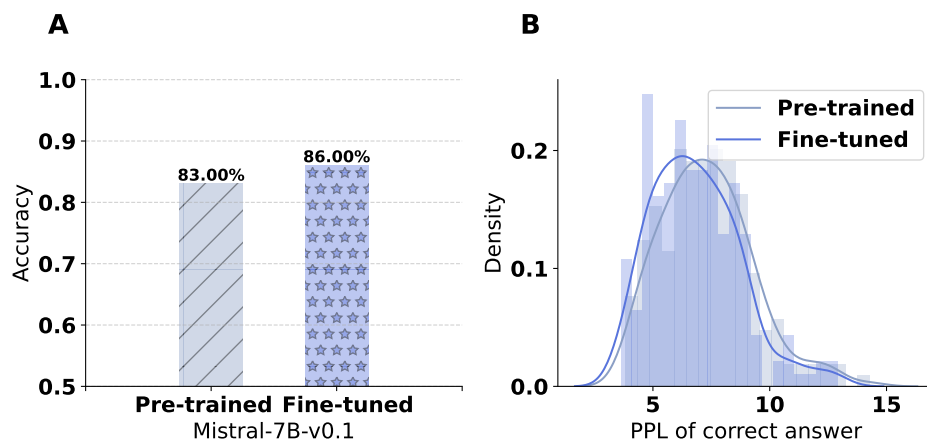 A
Accuracy
1.0
0.9
0.8
0.7
0.6
0.5
83.00%
86.00%
Pre-trained Fine-tuned
Mistral-7B-v0.1
B
Density
0.2
0.1
0.0
Pre-trained
Fine-tuned
5 10 15
PPL of correct answer